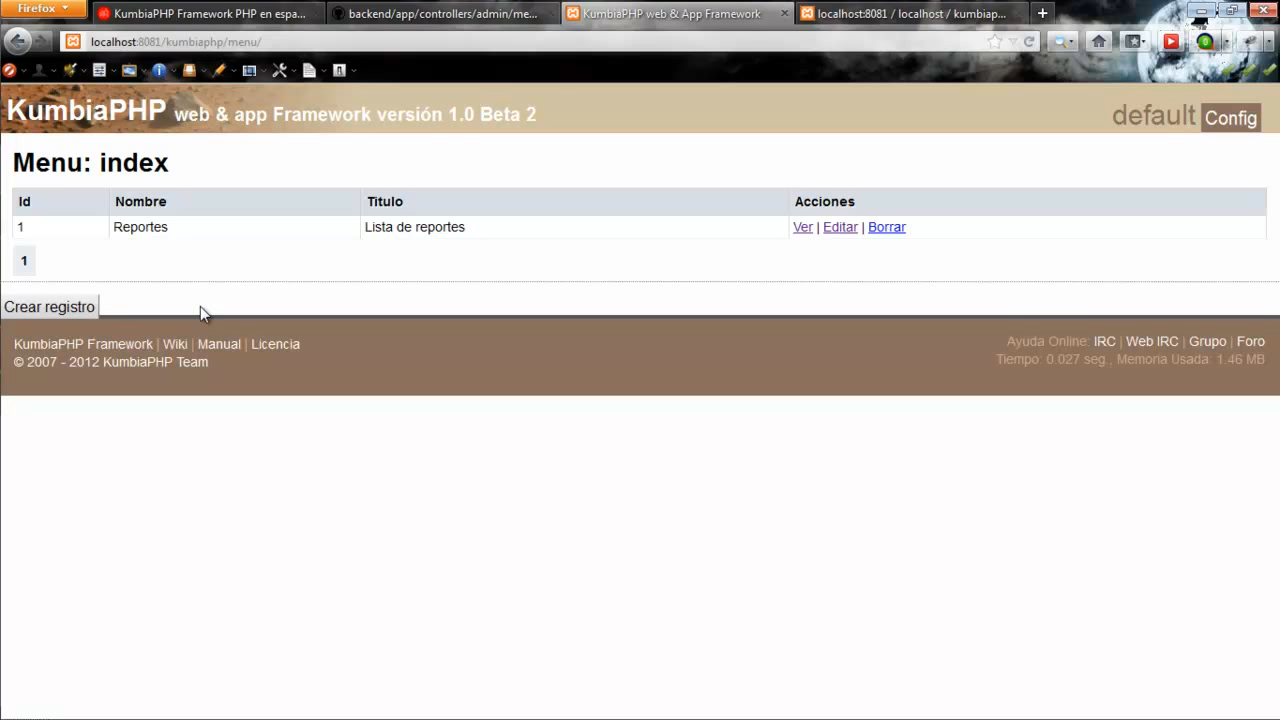 Firefox
KumbiaPHP Framework PHP en espa...
backend/app/controllers/admin/me...
KumbiaPHP web & App Framework
localhost:8081 / localhost / kumbiap...
localhost:8081/kumbiaphp/menu/
KumbiaPHP web & app Framework versión 1.0 Beta 2
default Config
Menu: index
Id Nombre Titulo Acciones
1 Reportes Lista de reportes Ver | Editar | Borrar
1
Crear registro
KumbiaPHP Framework | Wiki | Manual | Licencia
© 2007 - 2012 KumbiaPHP Team
Ayuda Online: IRC | Web IRC | Grupo | Foro
Tiempo: 0.027 seg., Memoria Usada: 1.46 MB